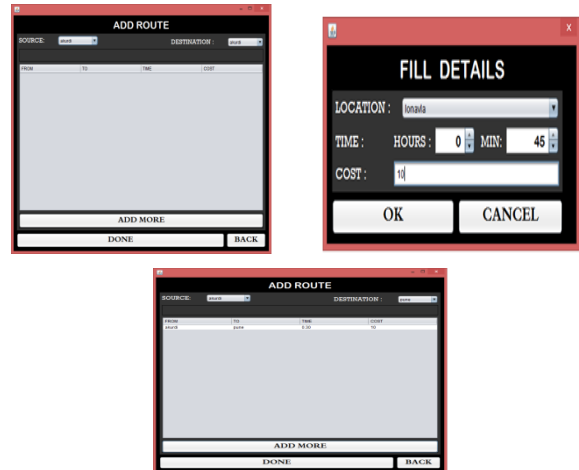 ADD ROUTE
SOURCE: akurdi DESTINATION : akurdi
FROM TO TIME COST
ADD MORE
DONE BACK
FILL DETAILS
LOCATION : lonavla
TIME : HOURS : 0 MIN: 45
COST : 10
OK CANCEL
ADD ROUTE
SOURCE: akurdi DESTINATION : pune
FROM TO TIME COST
akurdi pune 0:30 10
ADD MORE
DONE BACK